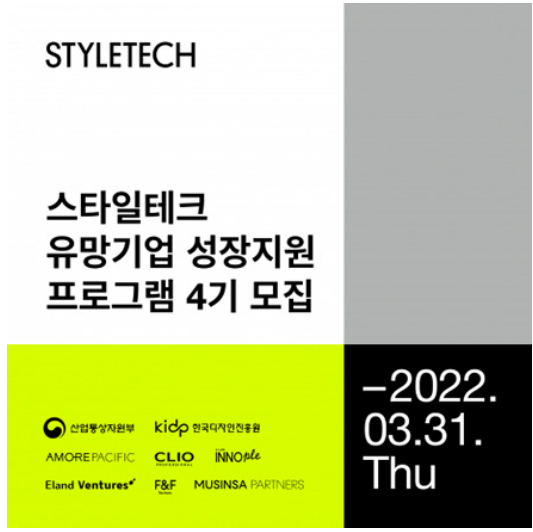 STYLETECH
스타일테크
유망기업 성장지원
프로그램 4기 모집
–2022.
03.31.
Thu
산업통상자원부 kidp 한국디자인진흥원
AMOREPACIFIC CLIO PROFESSIONAL INNOple
Eland Ventures F&F Partners MUSINSA PARTNERS